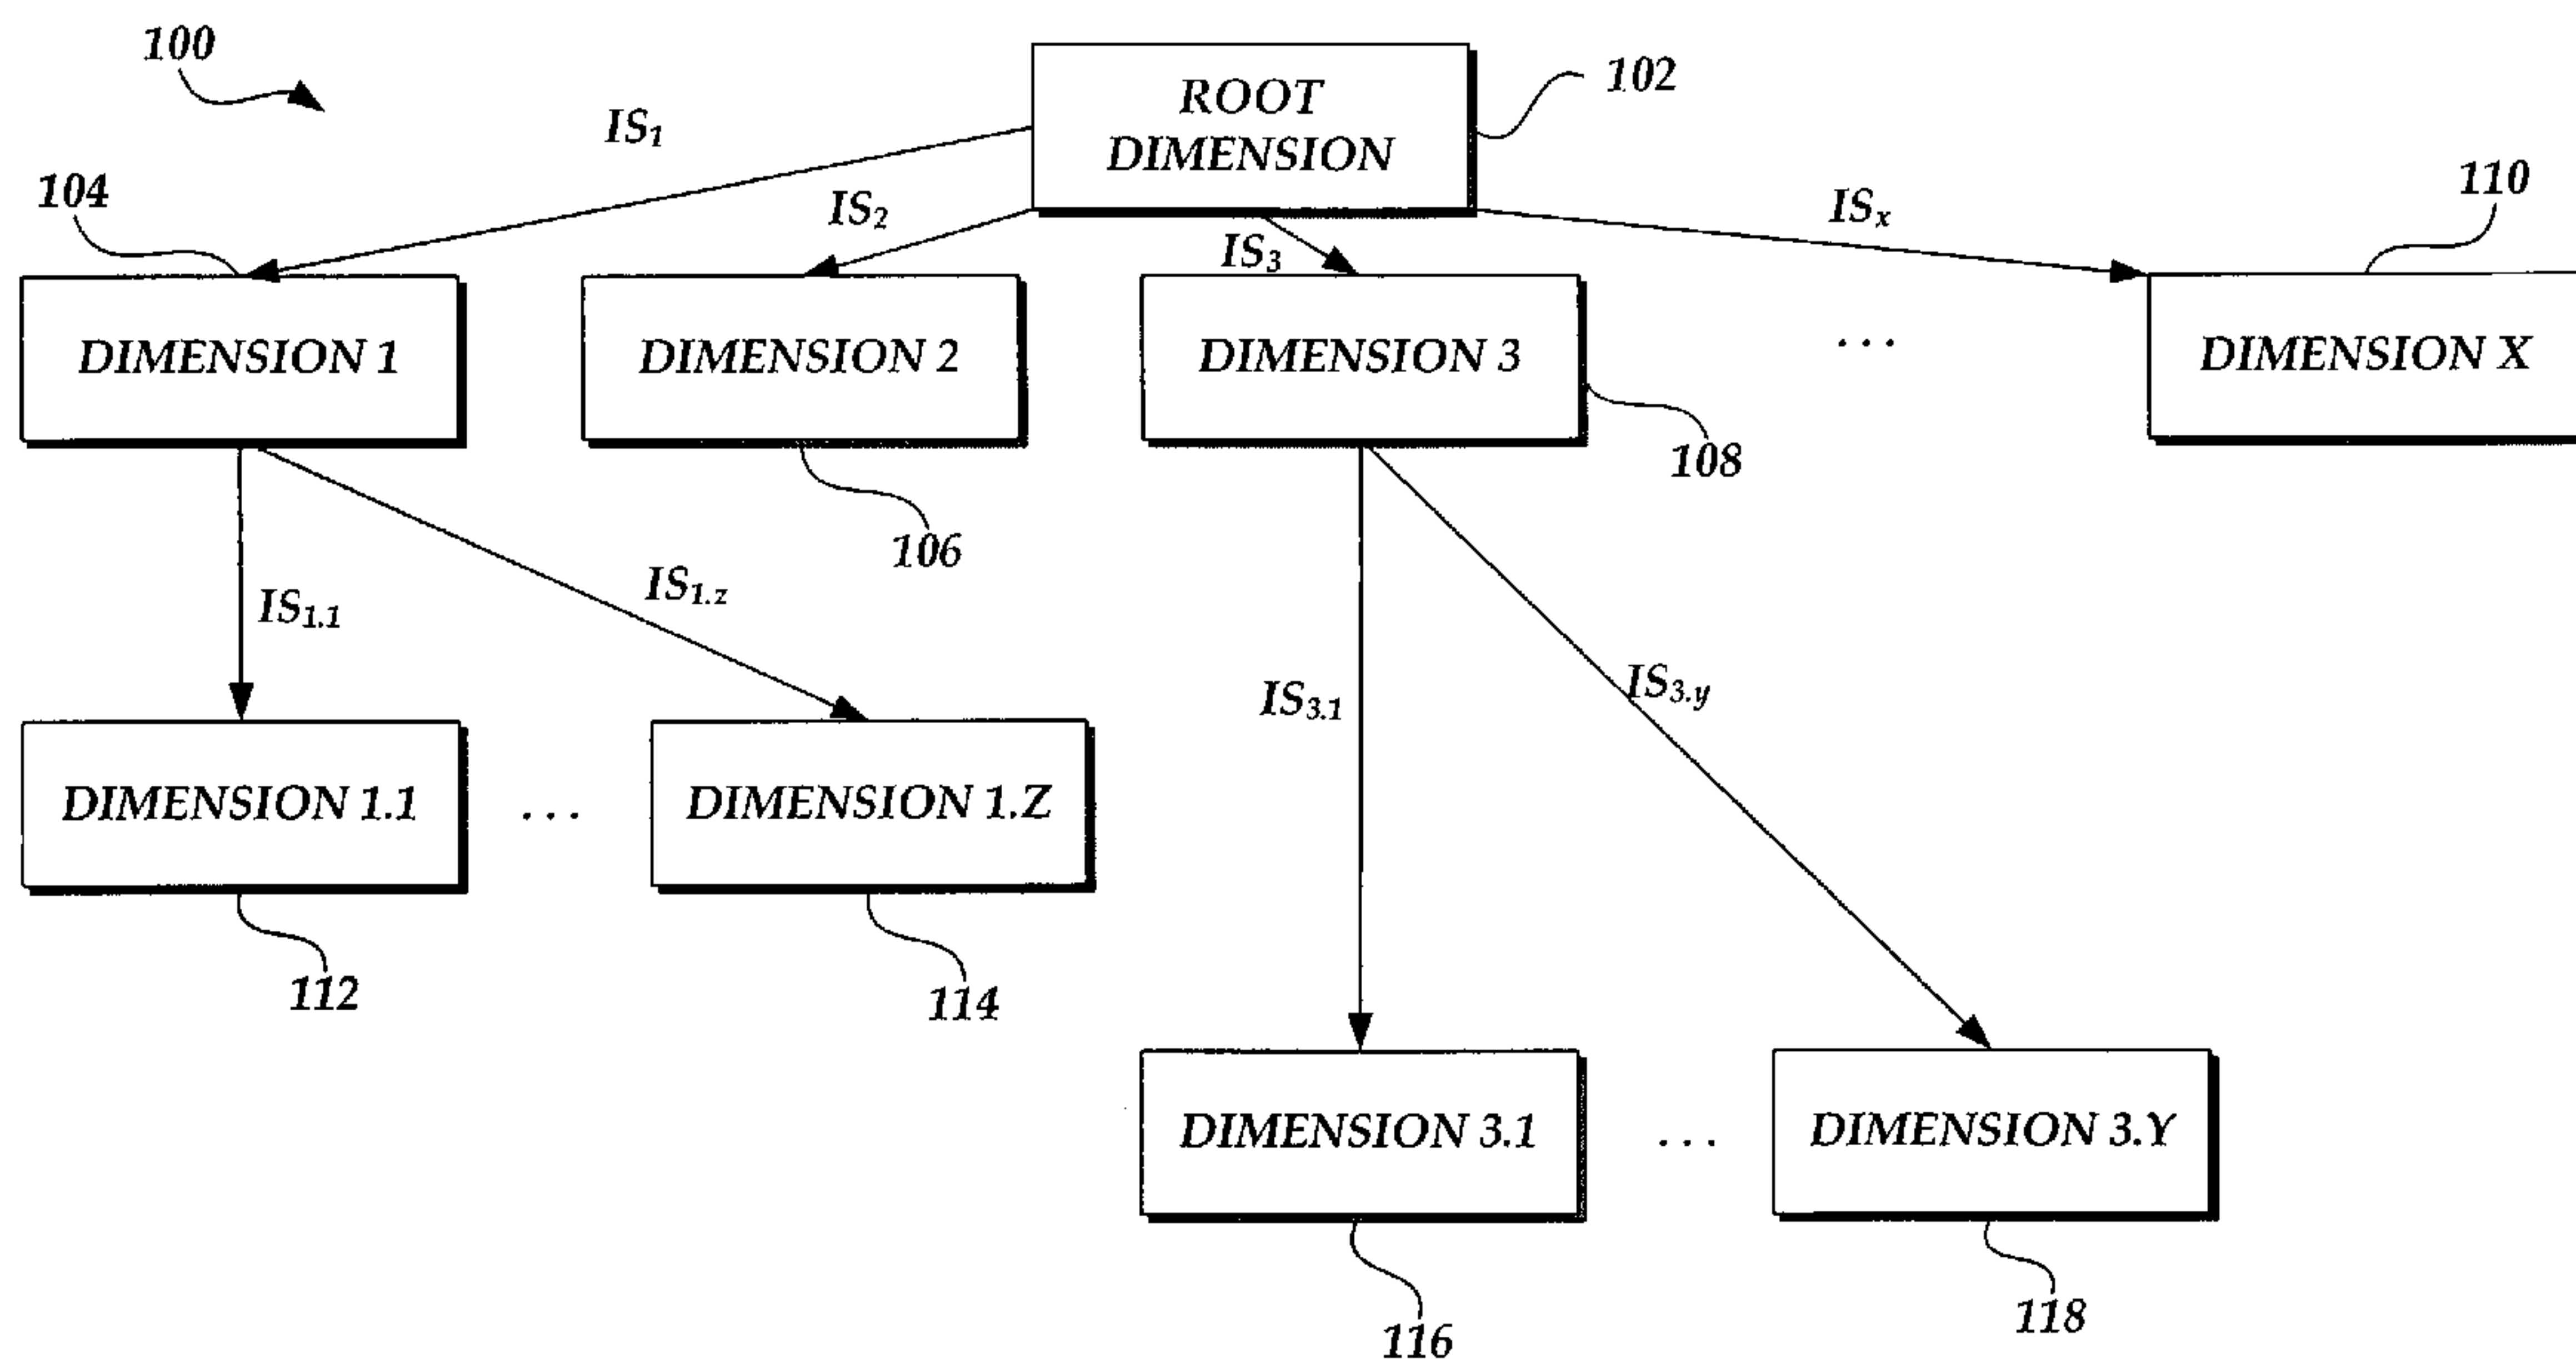 100
ROOT
DIMENSION
102
IS₁
104
IS₂
IS₃
ISₓ
110
DIMENSION 1
DIMENSION 2
DIMENSION 3
. . .
DIMENSION X
108
106
IS₁.₁
IS₁.z
IS₃.₁
IS₃.y
DIMENSION 1.1
. . .
DIMENSION 1.Z
112
114
DIMENSION 3.1
. . .
DIMENSION 3.Y
116
118